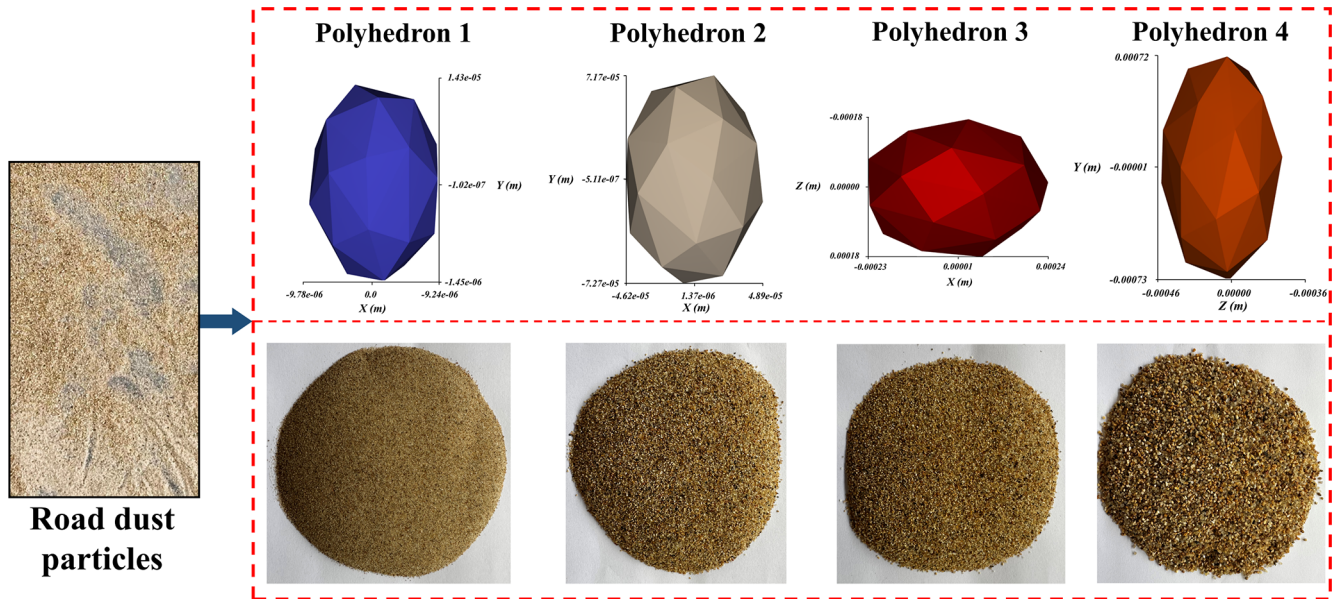 Polyhedron 1
Polyhedron 2
Polyhedron 3
Polyhedron 4
1.43e-05
-1.02e-07
Y (m)
-1.45e-06
-9.78e-06
0.0
-9.24e-06
X (m)
7.17e-05
Y (m)
-5.11e-07
-7.27e-05
-4.62e-05
1.37e-06
4.89e-05
X (m)
-0.00018
Z (m)
0.00000
0.00018
-0.00023
0.00001
0.00024
X (m)
0.00072
Y (m)
-0.00001
-0.00073
-0.00046
0.00000
-0.00036
Z (m)
Road dust
particles